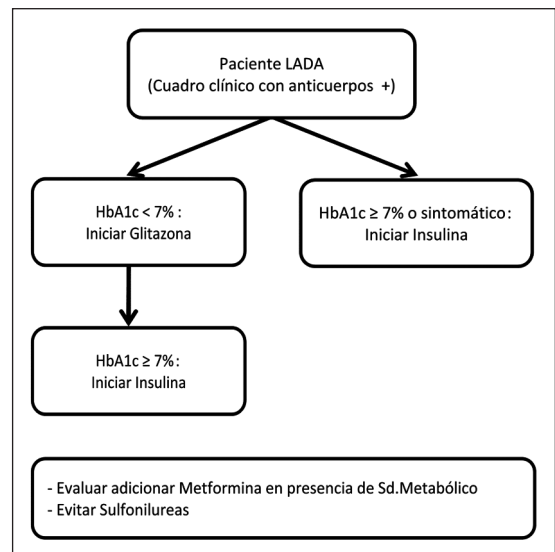 Paciente LADA
(Cuadro clínico con anticuerpos +)
HbA1c < 7% :
Iniciar Glitazona
HbA1c ≥ 7% o sintomático:
Iniciar Insulina
HbA1c ≥ 7%:
Iniciar Insulina
- Evaluar adicionar Metformina en presencia de Sd.Metabólico
- Evitar Sulfonilureas